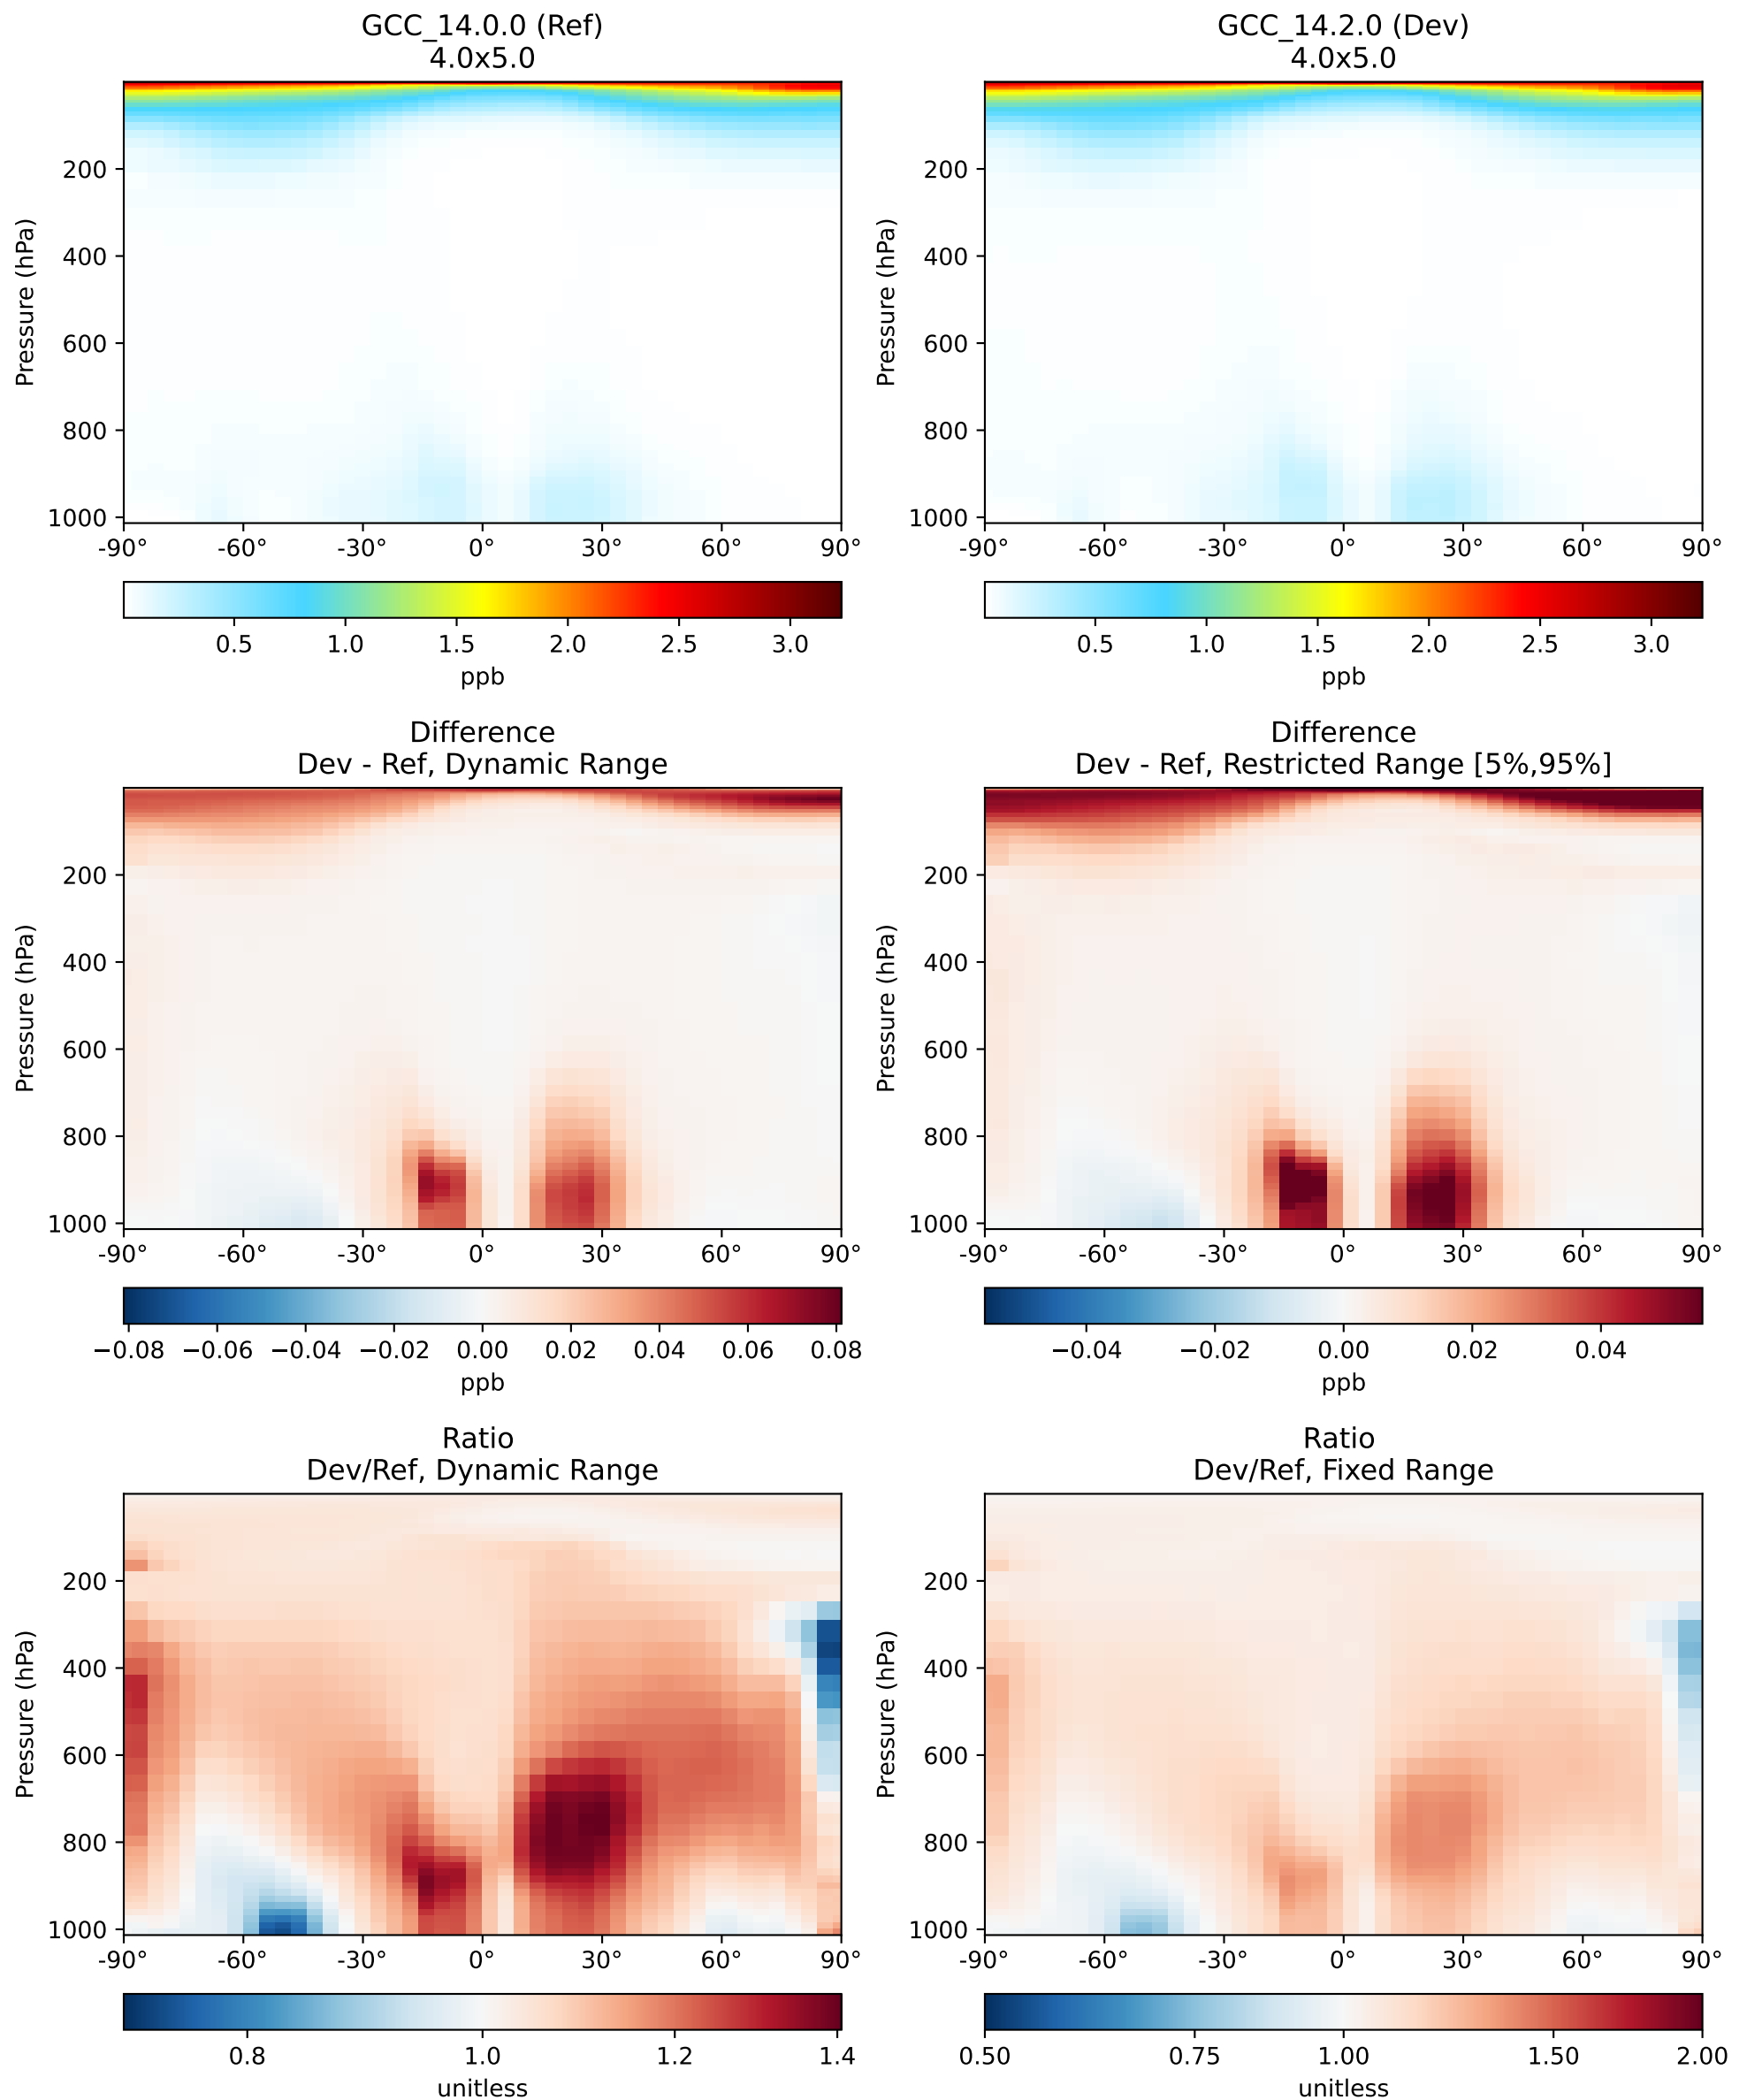 GCC_14.0.0 (Ref)
4.0x5.0
Pressure (hPa)
200
400
600
800
1000
-90° -60° -30° 0° 30° 60° 90°
0.5 1.0 1.5 2.0 2.5 3.0
ppb
GCC_14.2.0 (Dev)
4.0x5.0
Pressure (hPa)
200
400
600
800
1000
-90° -60° -30° 0° 30° 60° 90°
0.5 1.0 1.5 2.0 2.5 3.0
ppb
Difference
Dev - Ref, Dynamic Range
Pressure (hPa)
200
400
600
800
1000
-90° -60° -30° 0° 30° 60° 90°
−0.08 −0.06 −0.04 −0.02 0.00 0.02 0.04 0.06 0.08
ppb
Difference
Dev - Ref, Restricted Range [5%,95%]
Pressure (hPa)
200
400
600
800
1000
-90° -60° -30° 0° 30° 60° 90°
−0.04 −0.02 0.00 0.02 0.04
ppb
Ratio
Dev/Ref, Dynamic Range
Pressure (hPa)
200
400
600
800
1000
-90° -60° -30° 0° 30° 60° 90°
0.8 1.0 1.2 1.4
unitless
Ratio
Dev/Ref, Fixed Range
Pressure (hPa)
200
400
600
800
1000
-90° -60° -30° 0° 30° 60° 90°
0.50 0.75 1.00 1.50 2.00
unitless